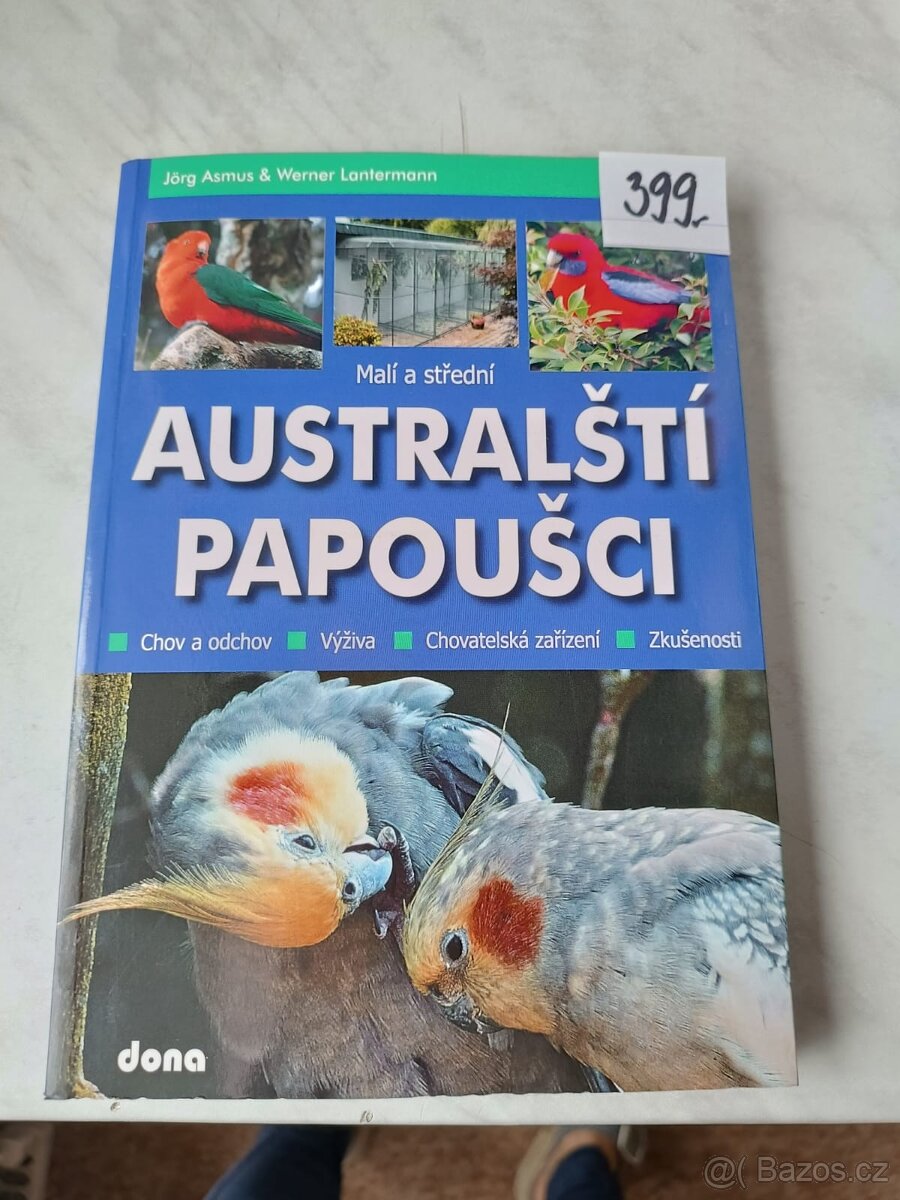 Jörg Asmus & Werner Lantermann
399.-
Malí a střední
AUSTRALŠTÍ
PAPOUŠCI
Chov a odchov Výživa Chovatelská zařízení Zkušenosti
dona
@( Bazos.cz